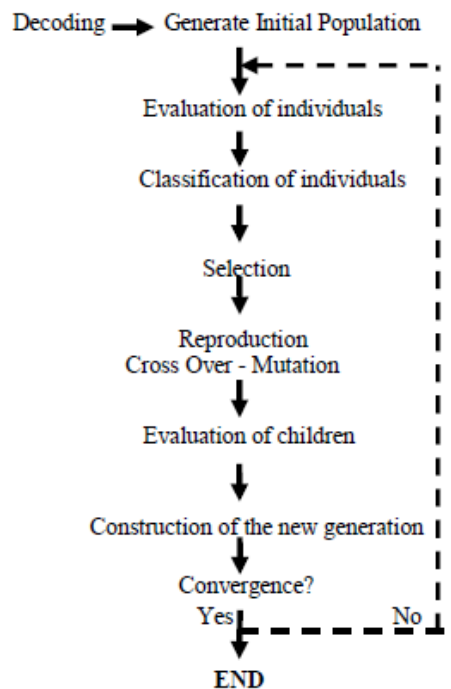 Decoding Generate Initial Population
Evaluation of individuals
Classification of individuals
Selection
Reproduction
Cross Over - Mutation
Evaluation of children
Construction of the new generation
Convergence?
Yes No
END